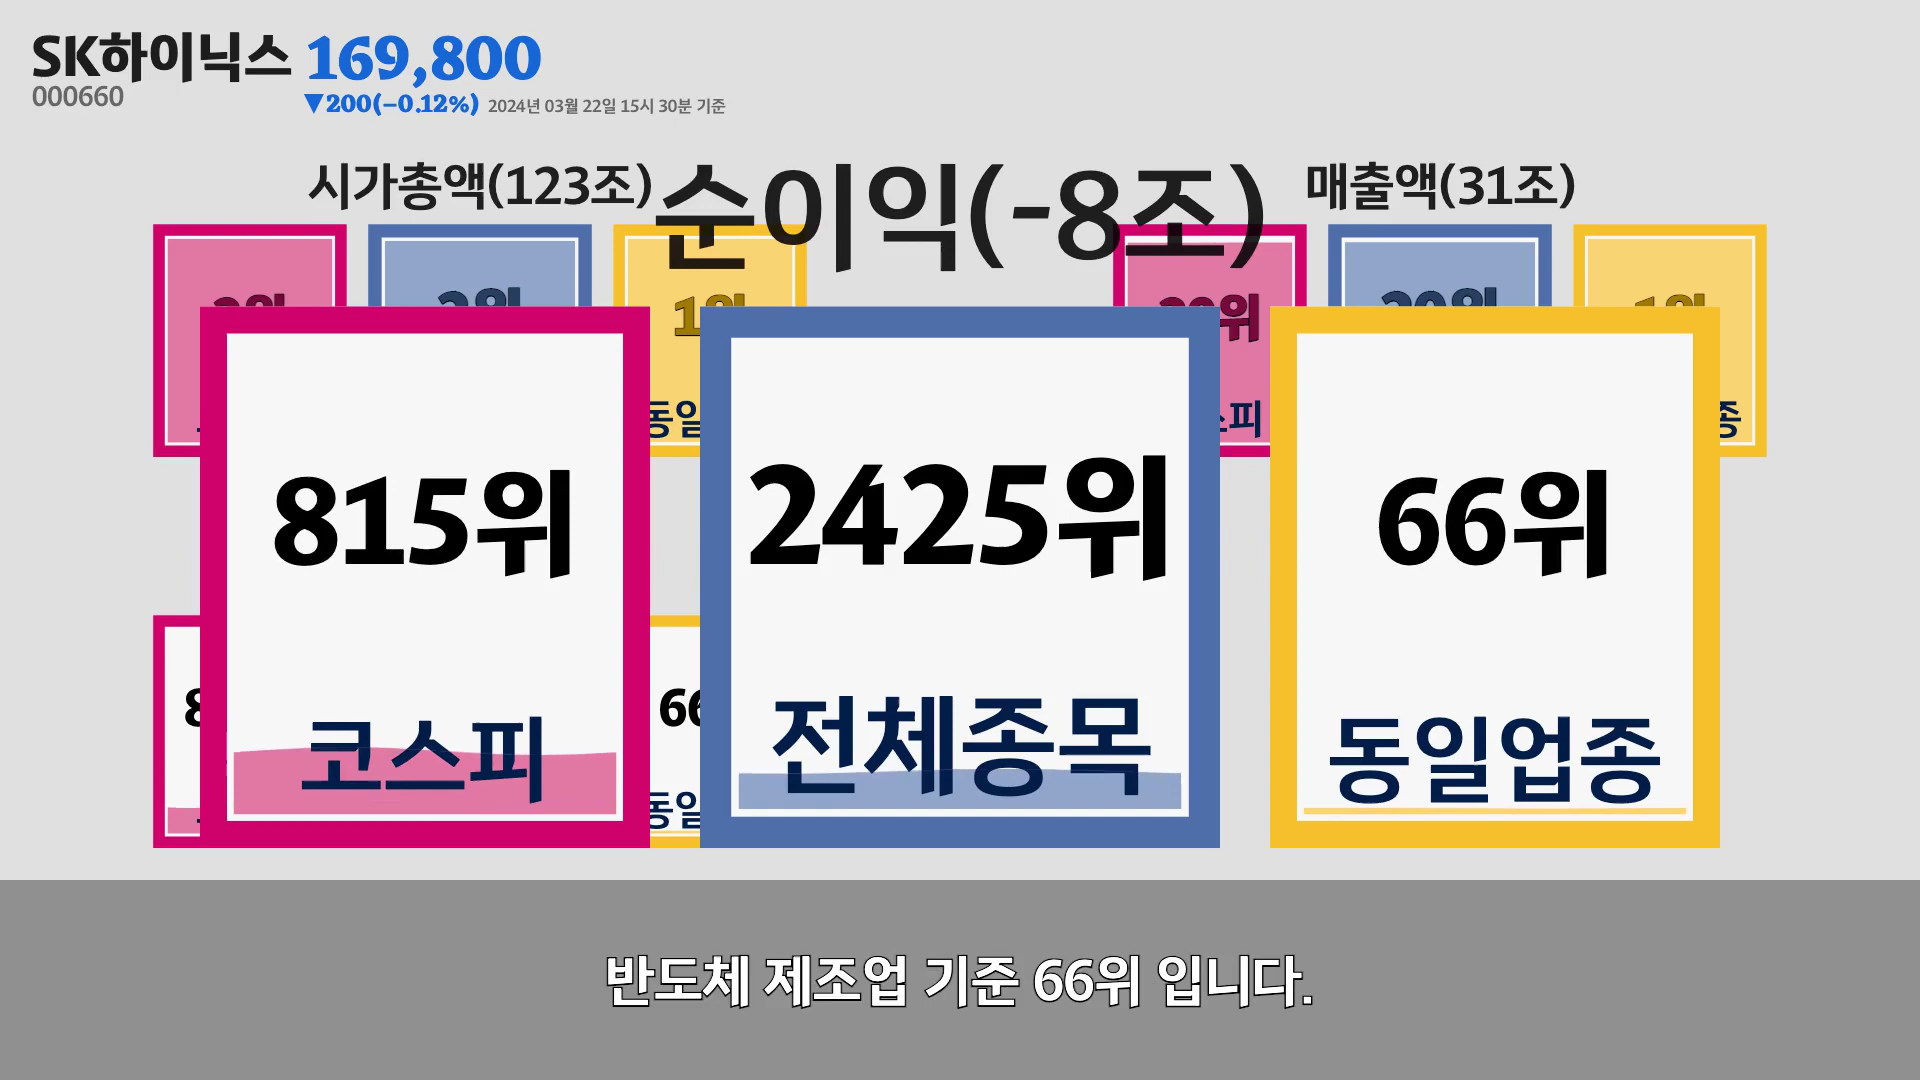 SK하이닉스 169,800
000660
▼200(-0.12%) 2024년 03월 22일 15시 30분 기준
시가총액(123조)
순이익(-8조)
매출액(31조)
815위
코스피
2425위
전체종목
66위
동일업종
반도체 제조업 기준 66위 입니다.